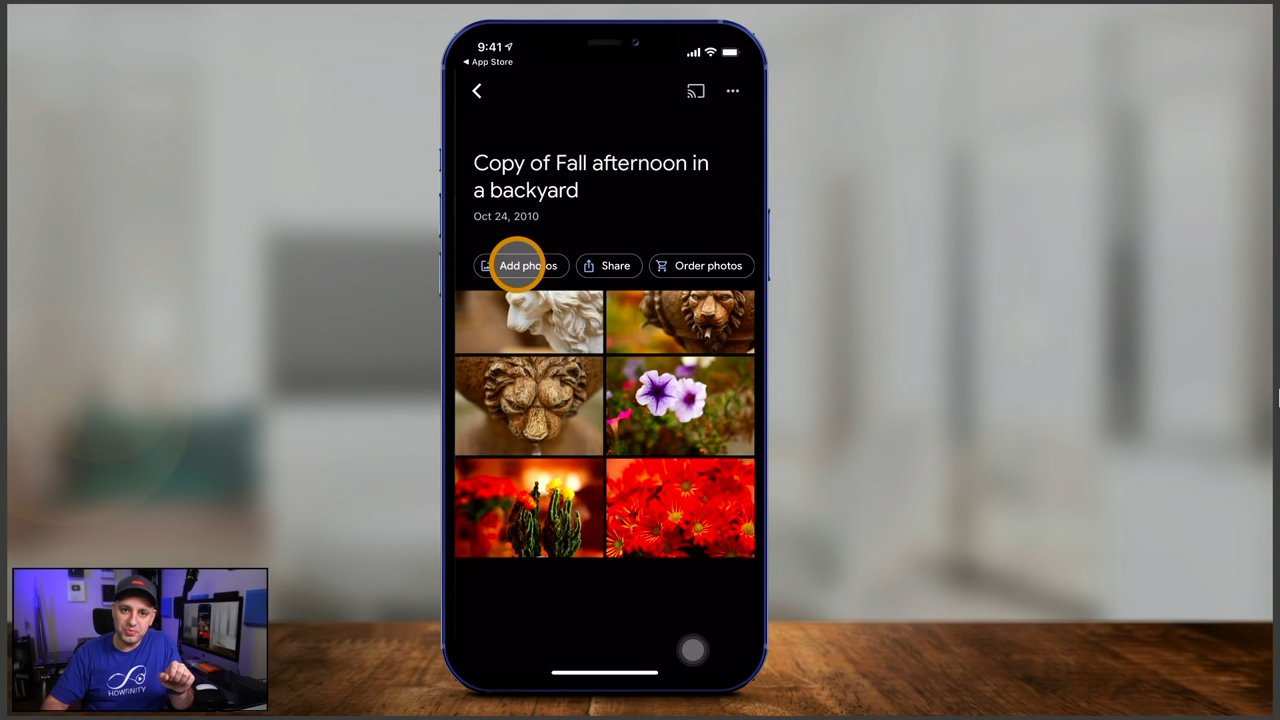 9:41
App Store
Copy of Fall afternoon in
a backyard
Oct 24, 2010
Add photos
Share
Order photos
HOWFINITY